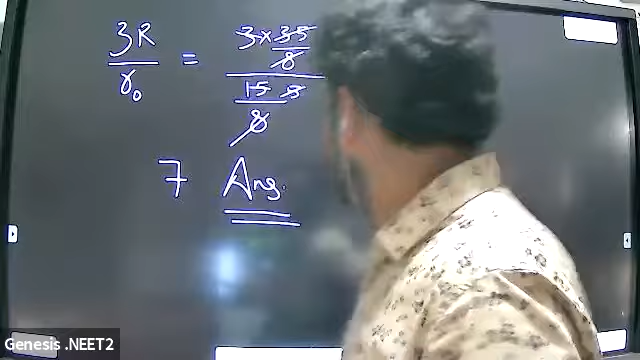 3R = 3 x 35
r₀ 8
15
8
7 Ans.
Genesis .NEET2